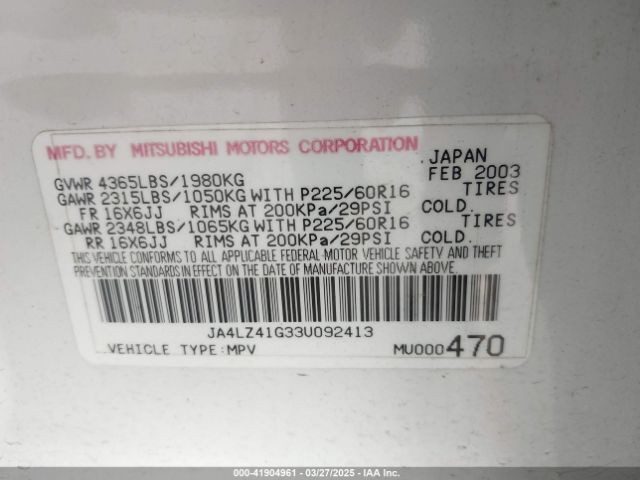 MFD. BY MITSUBISHI MOTORS CORPORATION
JAPAN
GVWR 4365LBS/1980KG FEB 2003
GAWR 2315LBS/1050KG WITH P225/60R16 TIRES
FR 16X6JJ RIMS AT 200KPa/29PSI COLD.
GAWR 2348LBS/1065KG WITH P225/60R16 TIRES
RR 16X6JJ RIMS AT 200KPa/29PSI COLD.
THIS VEHICLE CONFORMS TO ALL APPLICABLE FEDERAL MOTOR VEHICLE SAFETY AND THEFT
PREVENTION STANDARDS IN EFFECT ON THE DATE OF MANUFACTURE SHOWN ABOVE.
JA4LZ41G33U092413
VEHICLE TYPE:MPV MU000470
000-41904961 — 03/27/2025 — IAA Inc.